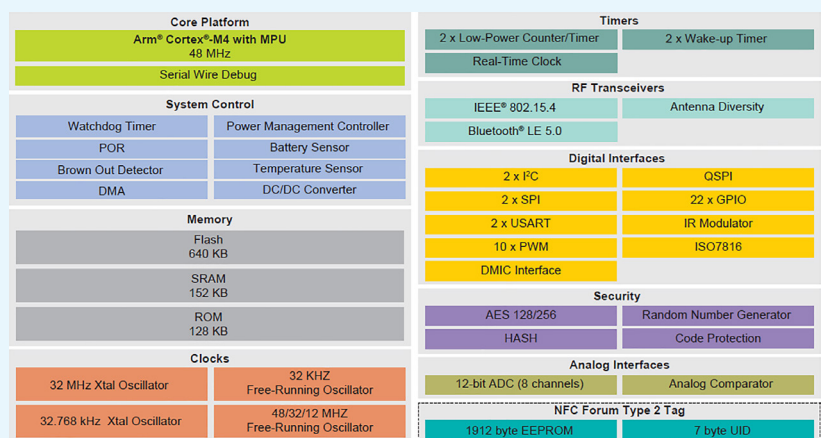 Core Platform
Arm® Cortex®-M4 with MPU
48 MHz
Serial Wire Debug
System Control
Watchdog Timer
Power Management Controller
POR
Battery Sensor
Brown Out Detector
Temperature Sensor
DMA
DC/DC Converter
Memory
Flash
640 KB
SRAM
152 KB
ROM
128 KB
Clocks
32 MHz Xtal Oscillator
32 KHZ
Free-Running Oscillator
32.768 kHz Xtal Oscillator
48/32/12 MHZ
Free-Running Oscillator
Timers
2 x Low-Power Counter/Timer
2 x Wake-up Timer
Real-Time Clock
RF Transceivers
IEEE® 802.15.4
Antenna Diversity
Bluetooth® LE 5.0
Digital Interfaces
2 x I²C
QSPI
2 x SPI
22 x GPIO
2 x USART
IR Modulator
10 x PWM
ISO7816
DMIC Interface
Security
AES 128/256
Random Number Generator
HASH
Code Protection
Analog Interfaces
12-bit ADC (8 channels)
Analog Comparator
NFC Forum Type 2 Tag
1912 byte EEPROM
7 byte UID